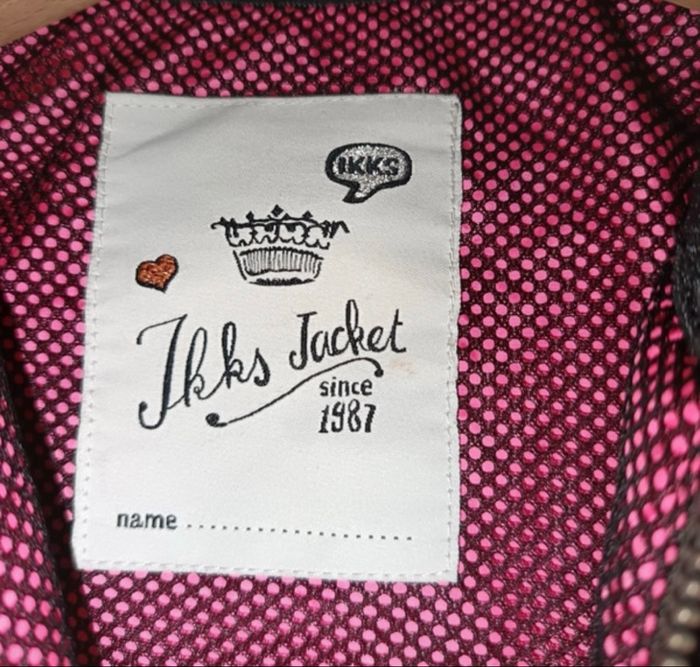 IKKS
Ikks Jacket
since
1987
name ................................